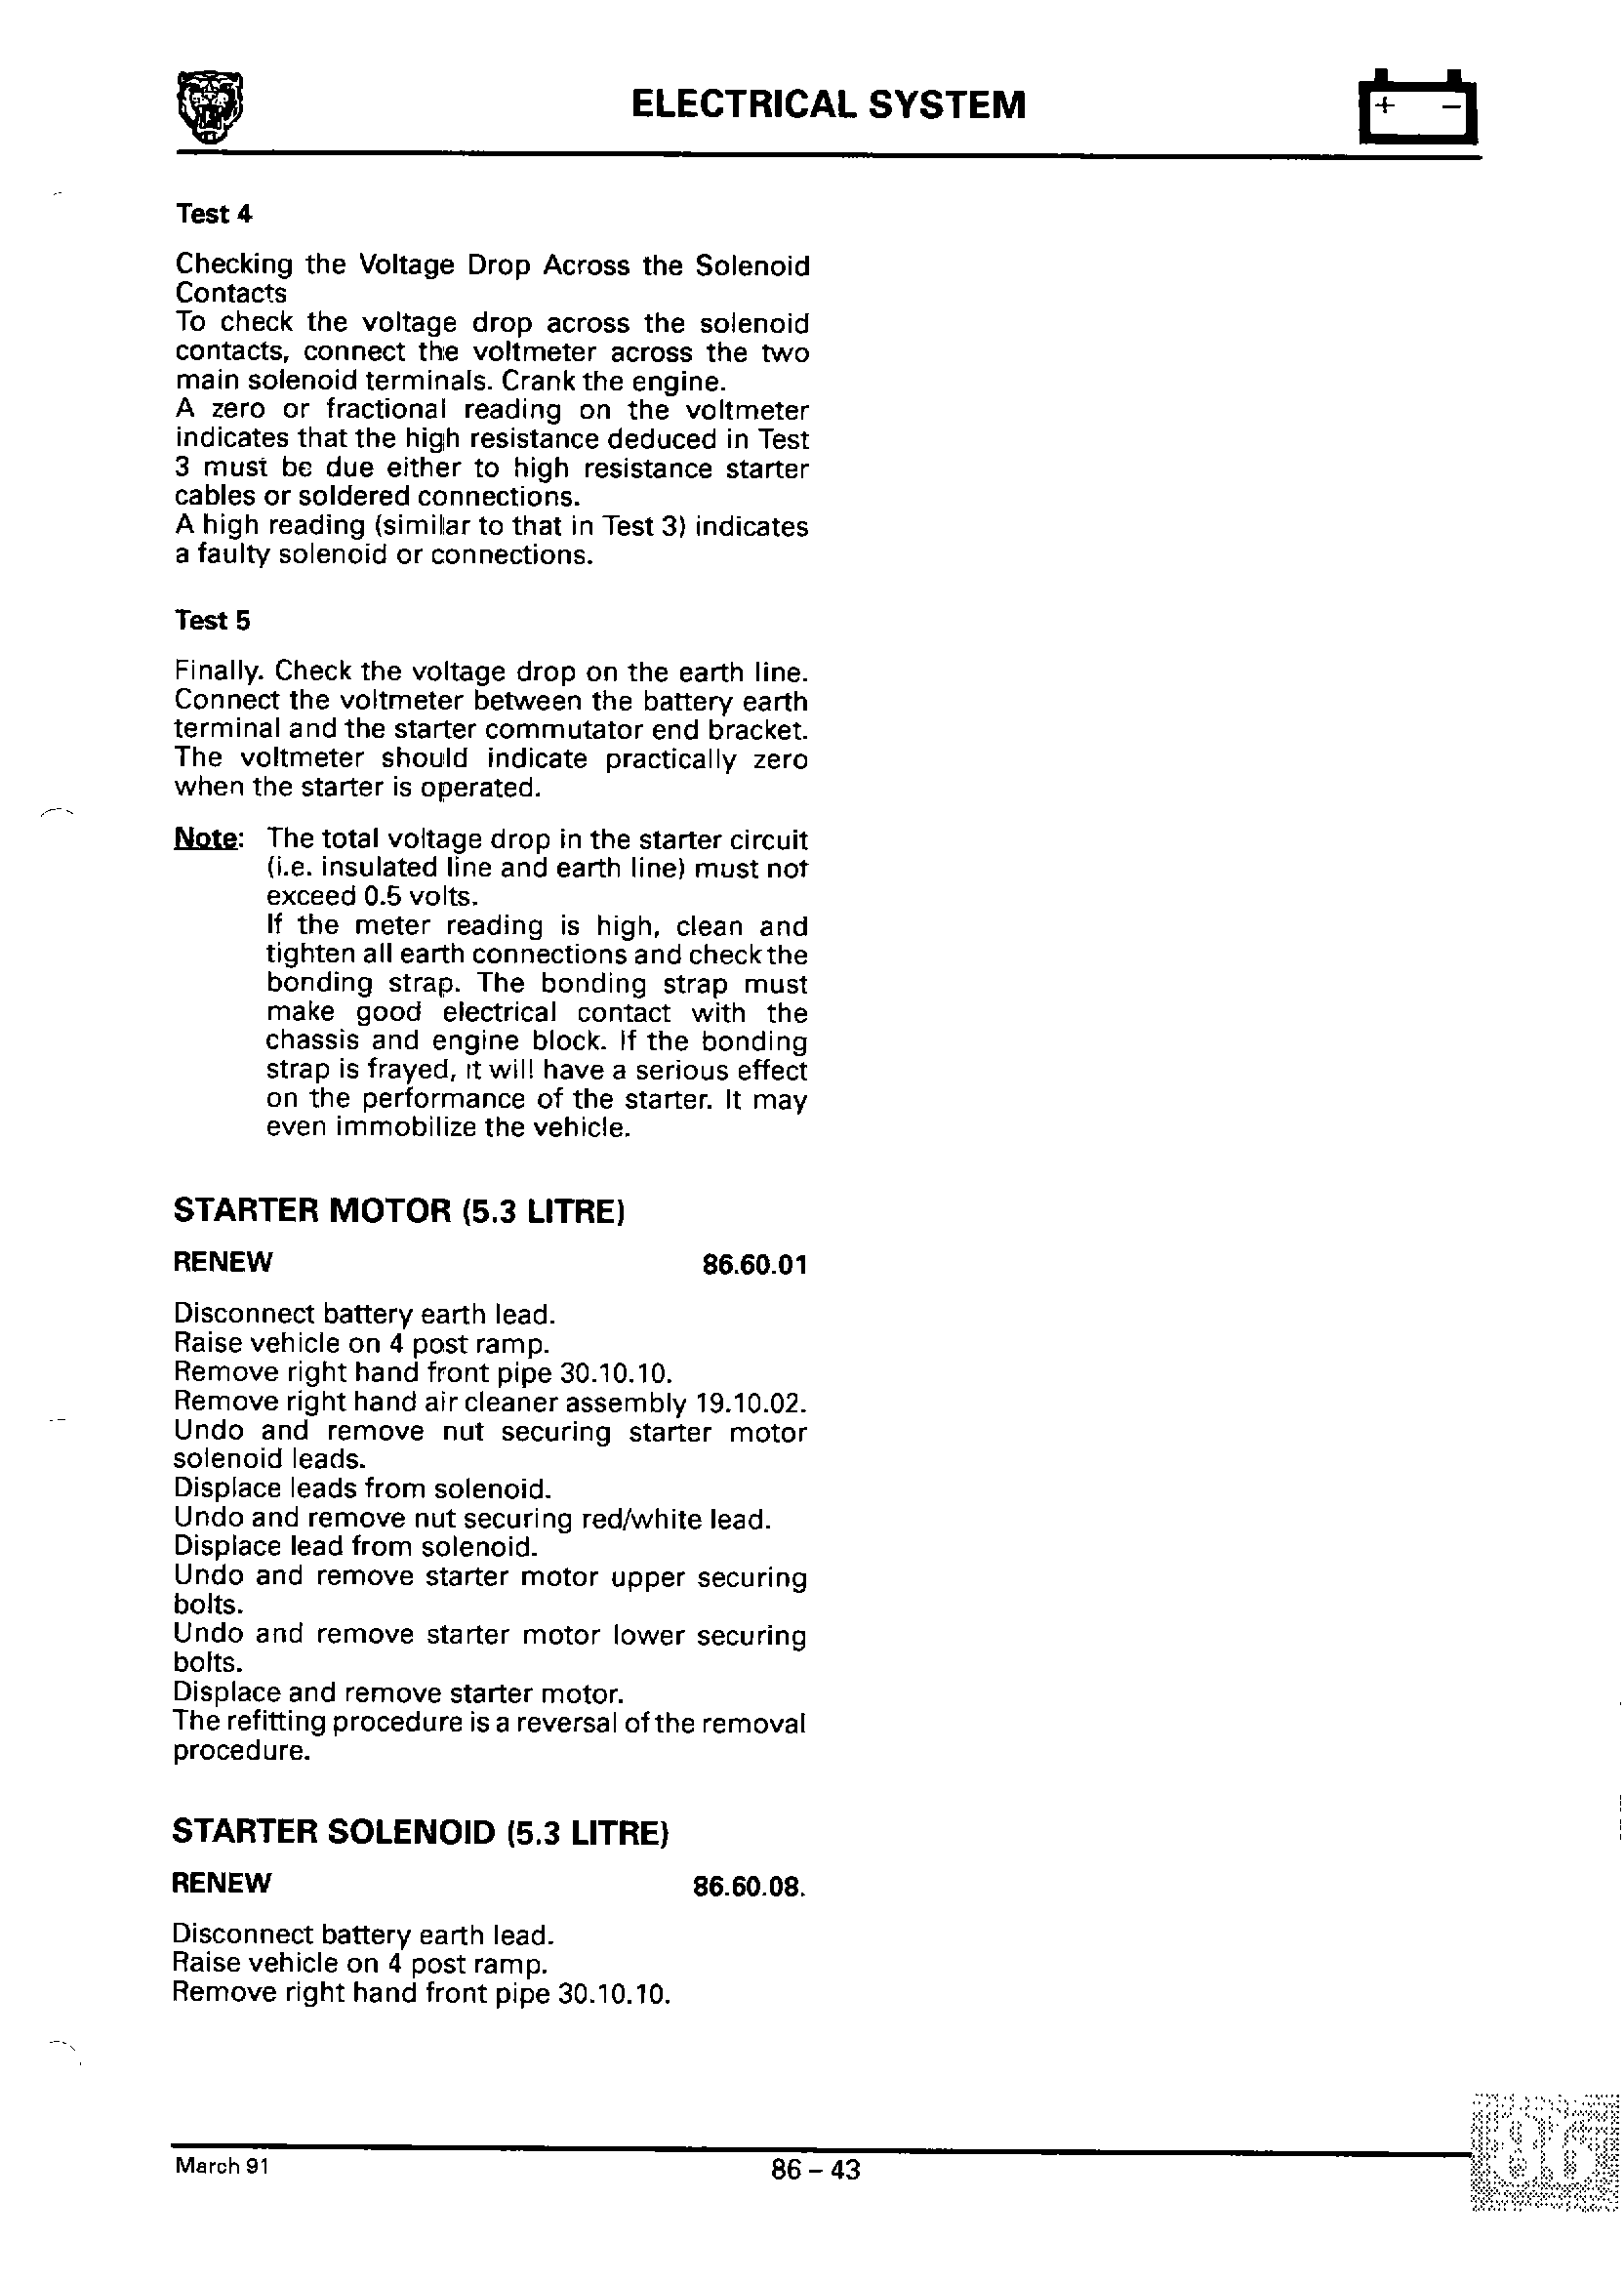 ELECTRICAL SYSTEM
+ –
Test 4
Checking the Voltage Drop Across the Solenoid
Contacts
To check the voltage drop across the solenoid
contacts, connect the voltmeter across the two
main solenoid terminals. Crank the engine.
A zero or fractional reading on the voltmeter
indicates that the high resistance deduced in Test
3 must be due either to high resistance starter
cables or soldered connections.
A high reading (similar to that in Test 3) indicates
a faulty solenoid or connections.
Test 5
Finally. Check the voltage drop on the earth line.
Connect the voltmeter between the battery earth
terminal and the starter commutator end bracket.
The voltmeter should indicate practically zero
when the starter is operated.
Note: The total voltage drop in the starter circuit
(i.e. insulated line and earth line) must not
exceed 0.5 volts.
If the meter reading is high, clean and
tighten all earth connections and check the
bonding strap. The bonding strap must
make good electrical contact with the
chassis and engine block. If the bonding
strap is frayed, it will have a serious effect
on the performance of the starter. It may
even immobilize the vehicle.
STARTER MOTOR (5.3 LITRE)
RENEW 86.60.01
Disconnect battery earth lead.
Raise vehicle on 4 post ramp.
Remove right hand front pipe 30.10.10.
Remove right hand air cleaner assembly 19.10.02.
Undo and remove nut securing starter motor
solenoid leads.
Displace leads from solenoid.
Undo and remove nut securing red/white lead.
Displace lead from solenoid.
Undo and remove starter motor upper securing
bolts.
Undo and remove starter motor lower securing
bolts.
Displace and remove starter motor.
The refitting procedure is a reversal of the removal
procedure.
STARTER SOLENOID (5.3 LITRE)
RENEW 86.60.08.
Disconnect battery earth lead.
Raise vehicle on 4 post ramp.
Remove right hand front pipe 30.10.10.
March 91
86 – 43
86